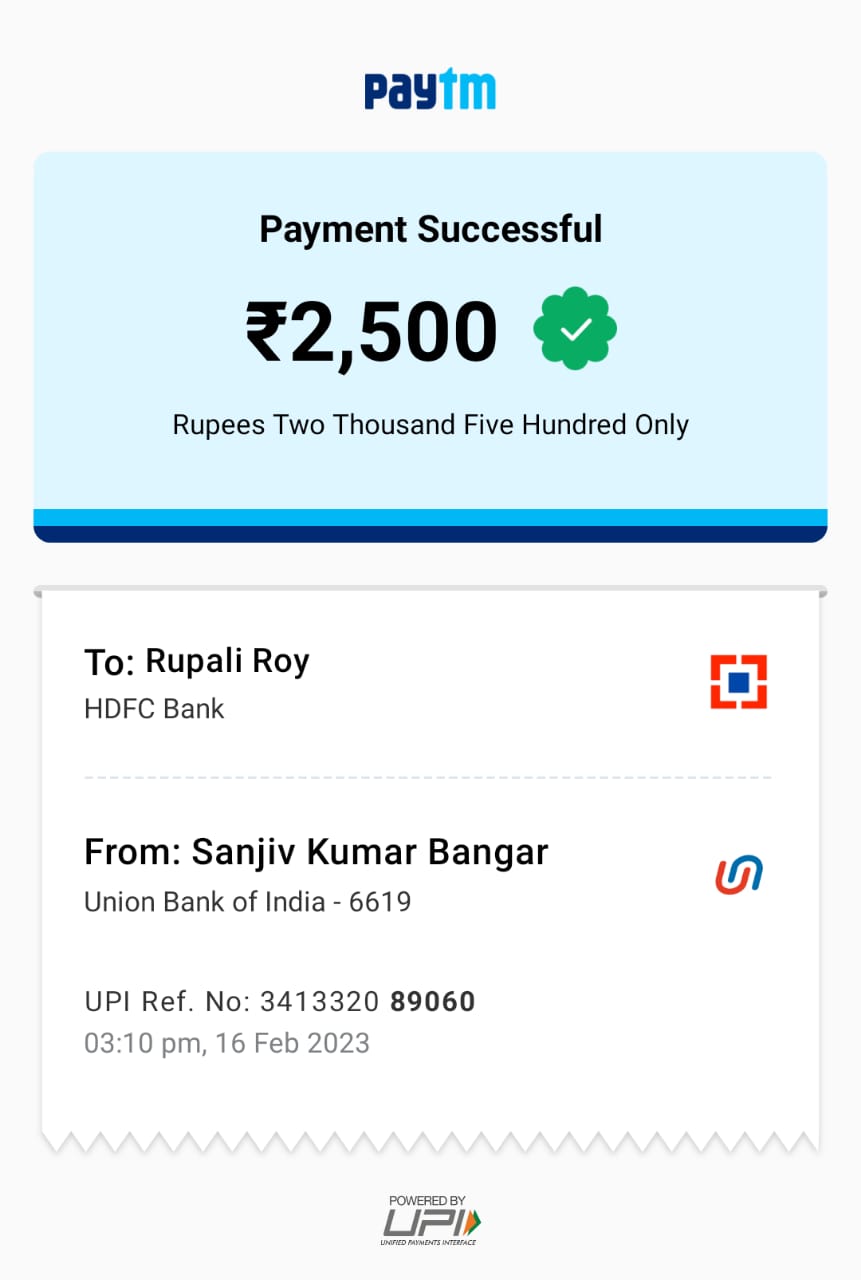 paytm
Payment Successful
₹2,500
Rupees Two Thousand Five Hundred Only
To: Rupali Roy
HDFC Bank
From: Sanjiv Kumar Bangar
Union Bank of India - 6619
UPI Ref. No: 3413320 89060
03:10 pm, 16 Feb 2023
POWERED BY
UPI
UNIFIED PAYMENTS INTERFACE